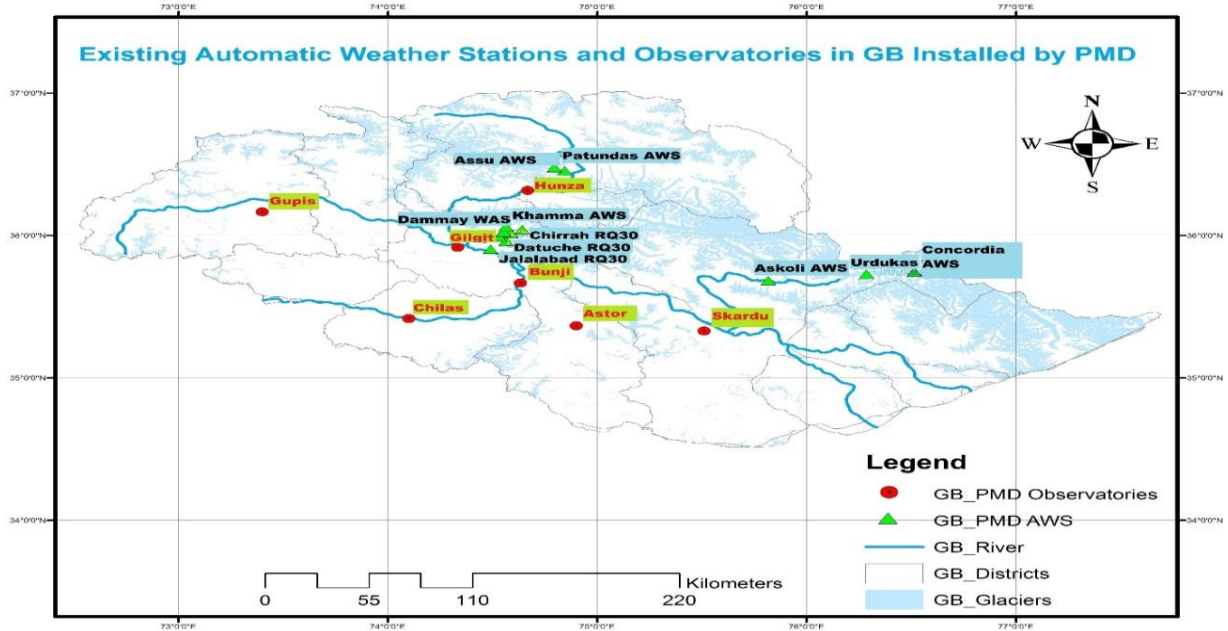 73°0'0"E 74°0'0"E 75°0'0"E 76°0'0"E 77°0'0"E
Existing Automatic Weather Stations and Observatories in GB Installed by PMD
37°0'0"N 37°0'0"N
N
W E
S
Assu AWS Patundas AWS
Hunza
Gupis
Dammay WAS Khamma AWS
36°0'0"N 36°0'0"N
Gilgit Chirrah RQ30
Datuche RQ30
Jalalabad RQ30
Concordia
Askoli AWS Urdukas AWS
Bunji
Chilas Astor Skardu
35°0'0"N 35°0'0"N
Legend
GB_PMD Observatories
34°0'0"N GB_PMD AWS 34°0'0"N
GB_River
GB_Districts
GB_Glaciers
Kilometers
0 55 110 220
73°0'0"E 74°0'0"E 75°0'0"E 76°0'0"E 77°0'0"E